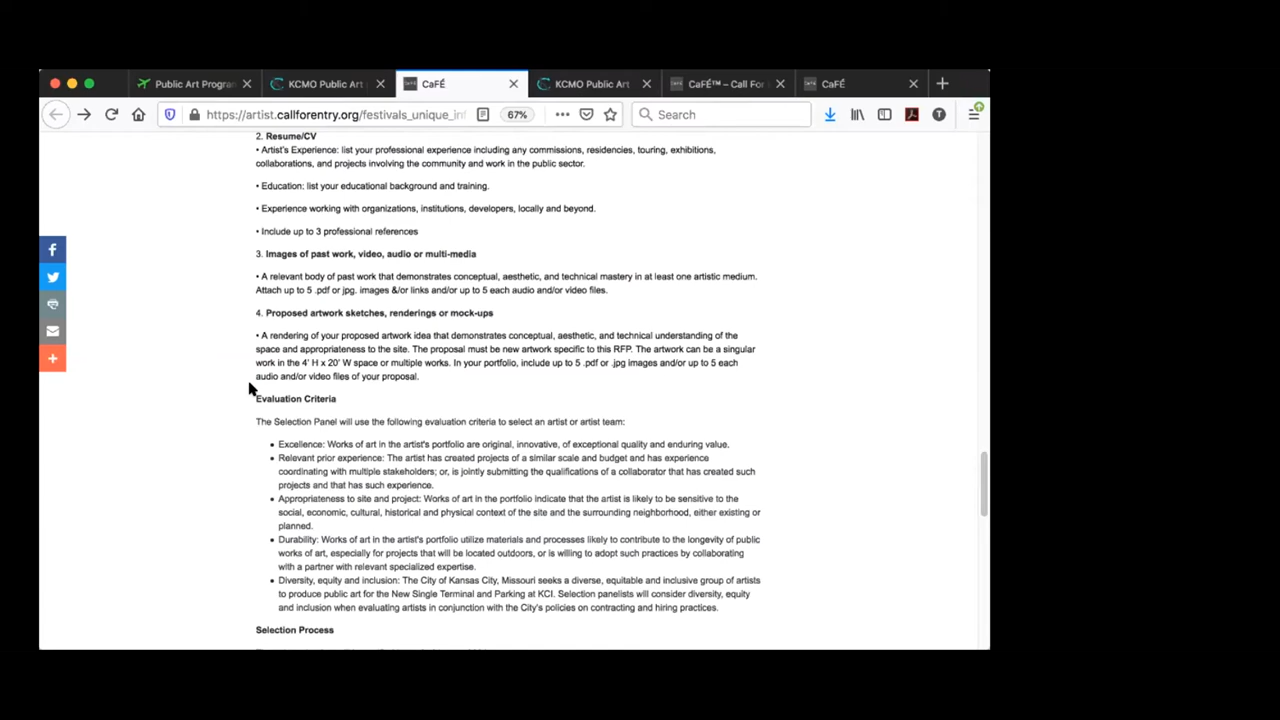 Public Art Progran
KCMO Public Art
CaFÉ
KCMO Public Art
CaFÉ™ – Call For
CaFÉ
https://artist.callforentry.org/festivals_unique_in
67%
Search
T
2. Resume/CV
• Artist's Experience: list your professional experience including any commissions, residencies, touring, exhibitions,
collaborations, and projects involving the community and work in the public sector.
• Education: list your educational background and training.
• Experience working with organizations, institutions, developers, locally and beyond.
• Include up to 3 professional references
3. Images of past work, video, audio or multi-media
• A relevant body of past work that demonstrates conceptual, aesthetic, and technical mastery in at least one artistic medium.
Attach up to 5 .pdf or jpg. images &/or links and/or up to 5 each audio and/or video files.
4. Proposed artwork sketches, renderings or mock-ups
• A rendering of your proposed artwork idea that demonstrates conceptual, aesthetic, and technical understanding of the
space and appropriateness to the site. The proposal must be new artwork specific to this RFP. The artwork can be a singular
work in the 4' H x 20' W space or multiple works. In your portfolio, include up to 5 .pdf or .jpg images and/or up to 5 each
audio and/or video files of your proposal.
Evaluation Criteria
The Selection Panel will use the following evaluation criteria to select an artist or artist team:
• Excellence: Works of art in the artist's portfolio are original, innovative, of exceptional quality and enduring value.
• Relevant prior experience: The artist has created projects of a similar scale and budget and has experience
coordinating with multiple stakeholders; or, is jointly submitting the qualifications of a collaborator that has created such
projects and that has such experience.
• Appropriateness to site and project: Works of art in the portfolio indicate that the artist is likely to be sensitive to the
social, economic, cultural, historical and physical context of the site and the surrounding neighborhood, either existing or
planned.
• Durability: Works of art in the artist's portfolio utilize materials and processes likely to contribute to the longevity of public
works of art, especially for projects that will be located outdoors, or is willing to adopt such practices by collaborating
with a partner with relevant specialized expertise.
• Diversity, equity and inclusion: The City of Kansas City, Missouri seeks a diverse, equitable and inclusive group of artists
to produce public art for the New Single Terminal and Parking at KCI. Selection panelists will consider diversity, equity
and inclusion when evaluating artists in conjunction with the City's policies on contracting and hiring practices.
Selection Process